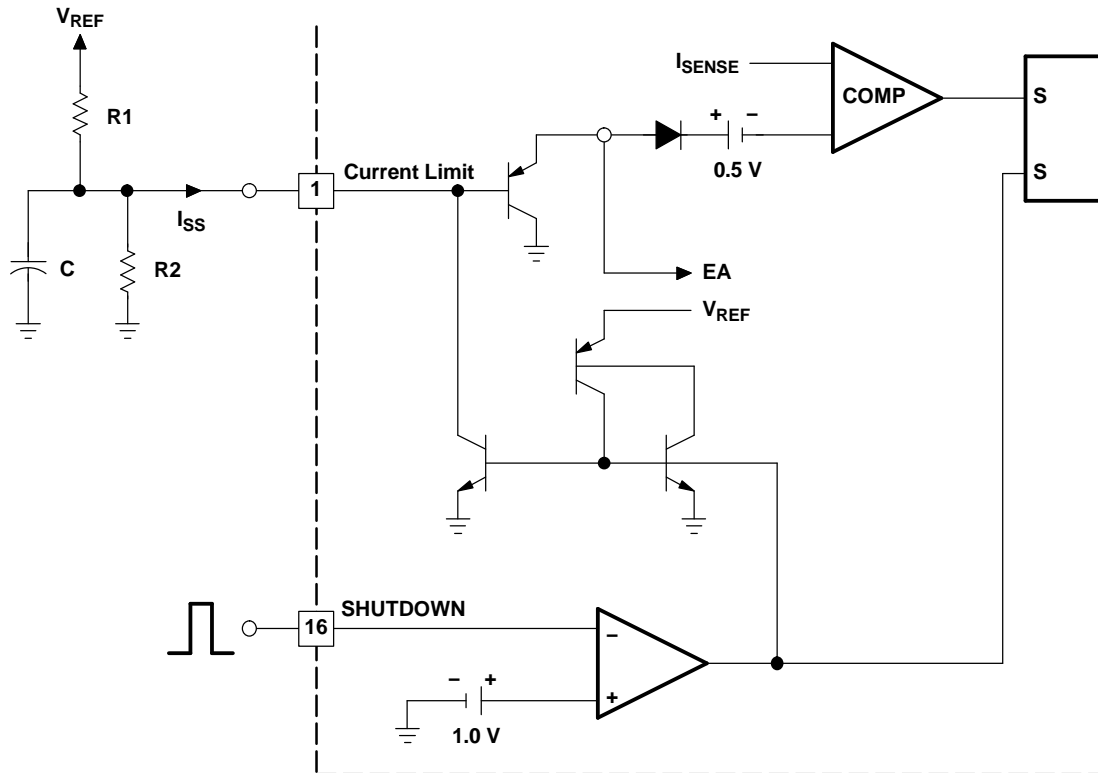 VREF
R1
ISENSE
COMP
S
+ −
0.5 V
Current Limit
1
ISS
S
C
R2
EA
VREF
SHUTDOWN
16
−
− +
+
1.0 V